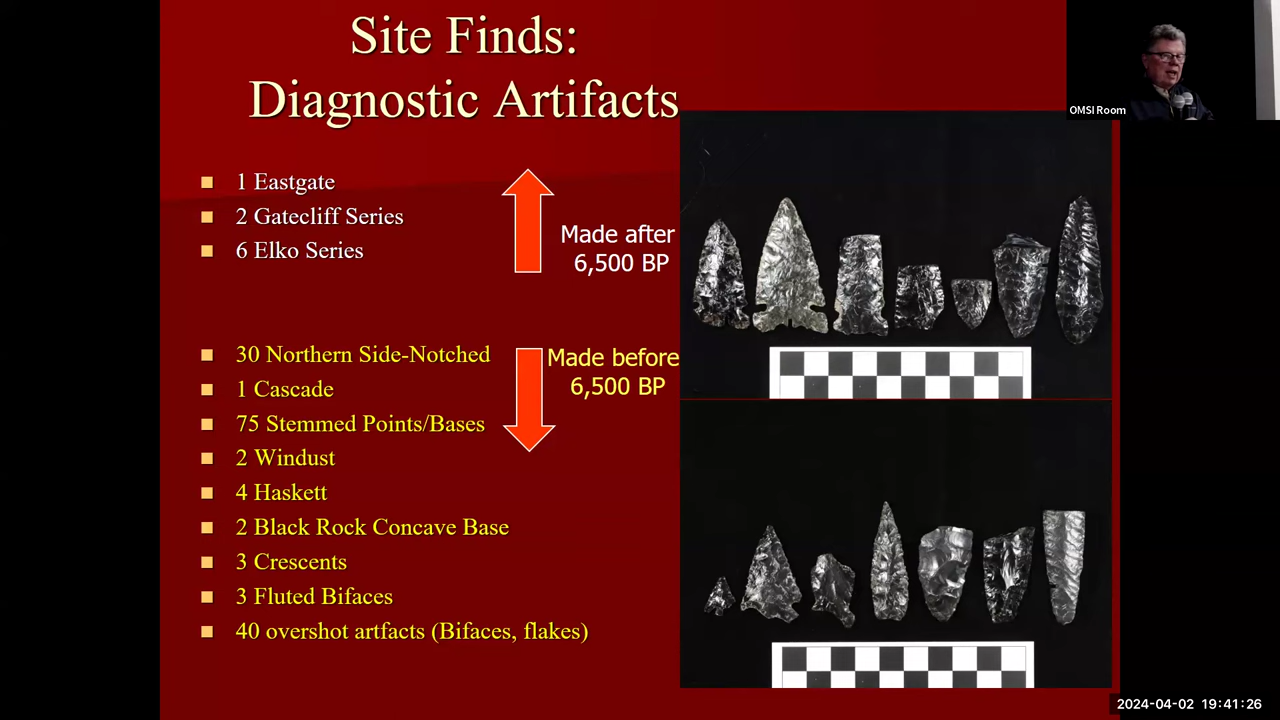 Site Finds:
Diagnostic Artifacts
OMSI Room
1 Eastgate
2 Gatecliff Series
6 Elko Series
Made after
6,500 BP
30 Northern Side-Notched
1 Cascade
75 Stemmed Points/Bases
2 Windust
4 Haskett
2 Black Rock Concave Base
3 Crescents
3 Fluted Bifaces
40 overshot artfacts (Bifaces, flakes)
Made before
6,500 BP
2024-04-02 19:41:26